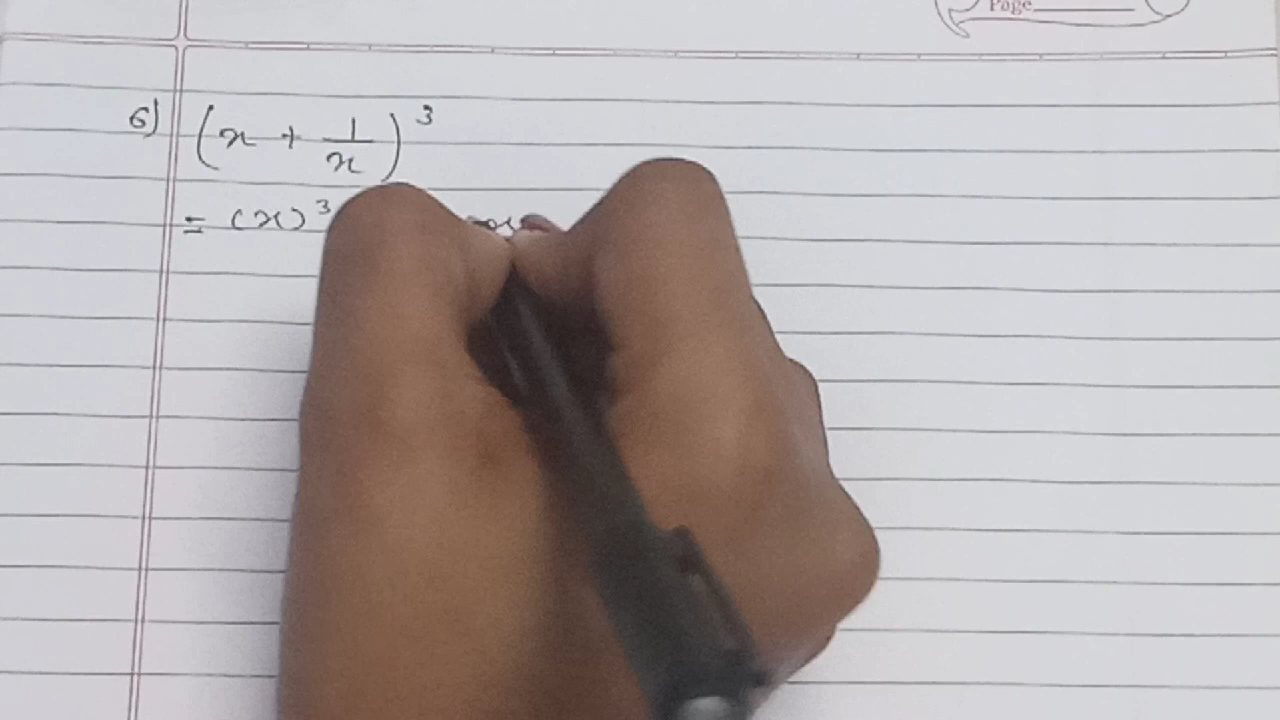 Page
6) (x + 1/x)³
= (x)³